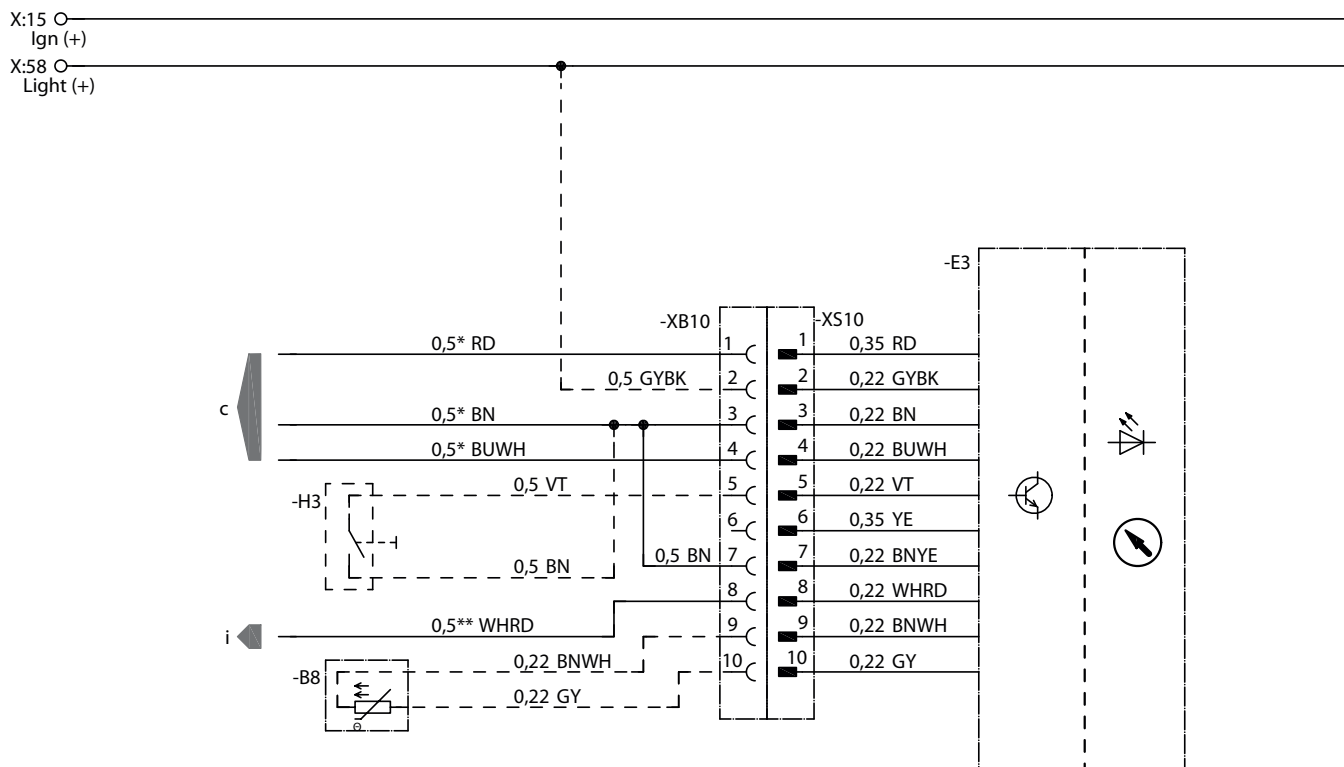 X:15
Ign (+)
X:58
Light (+)
-E3
-XB10
-XS10
0,5* RD
1
1
0,35 RD
0,5 GYBK
2
2
0,22 GYBK
c
0,5* BN
3
3
0,22 BN
0,5* BUWH
4
4
0,22 BUWH
-H3
0,5 VT
5
5
0,22 VT
6
6
0,35 YE
0,5 BN
0,5 BN
7
7
0,22 BNYE
8
8
0,22 WHRD
i
0,5** WHRD
9
9
0,22 BNWH
-B8
0,22 BNWH
10
10
0,22 GY
0,22 GY
Θ